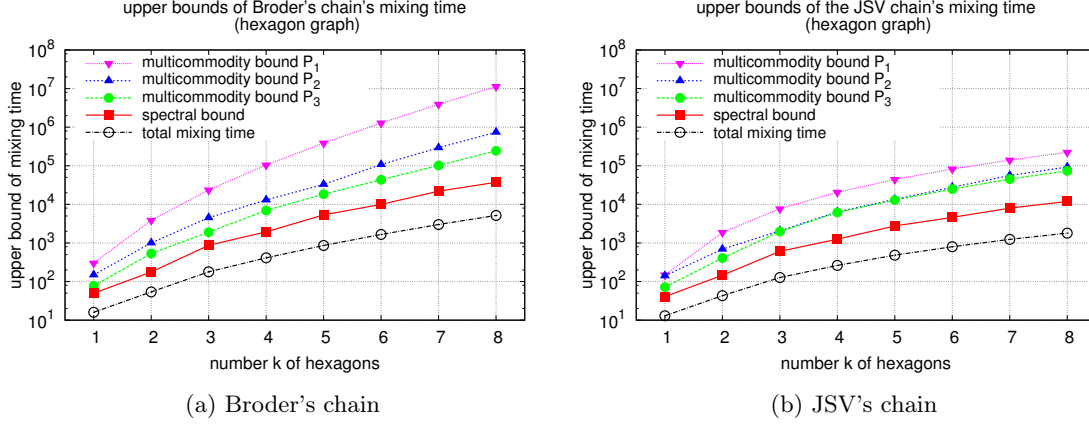 upper bounds of Broder's chain's mixing time
(hexagon graph)
10^8
10^7
10^6
10^5
10^4
10^3
10^2
10^1
upper bound of mixing time
multicommodity bound P_1
multicommodity bound P_2
multicommodity bound P_3
spectral bound
total mixing time
1 2 3 4 5 6 7 8
number k of hexagons
(a) Broder's chain
upper bounds of the JSV chain's mixing time
(hexagon graph)
10^8
10^7
10^6
10^5
10^4
10^3
10^2
10^1
upper bound of mixing time
multicommodity bound P_1
multicommodity bound P_2
multicommodity bound P_3
spectral bound
total mixing time
1 2 3 4 5 6 7 8
number k of hexagons
(b) JSV's chain